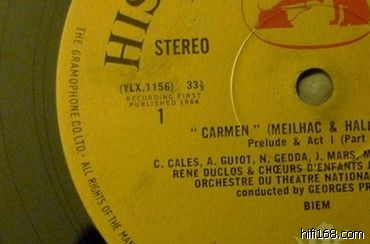 HIS
STEREO
(YLX.1156) 33⅓
RECORDING FIRST
PUBLISHED 1964
1
" CARMEN " (MEILHAC & HAL
Prelude & Act I (Part
C. CALES, A. GUIOT, N. GEDDA, J. MARS, M
RENE DUCLOS & CHŒURS D'ENFANTS J
ORCHESTRE DU THEATRE NATIONA
conducted by GEORGES PR
BIEM
THE GRAMOPHONE CO.LTD.· ALL RIGHTS OF THE MAN
hifi168.com